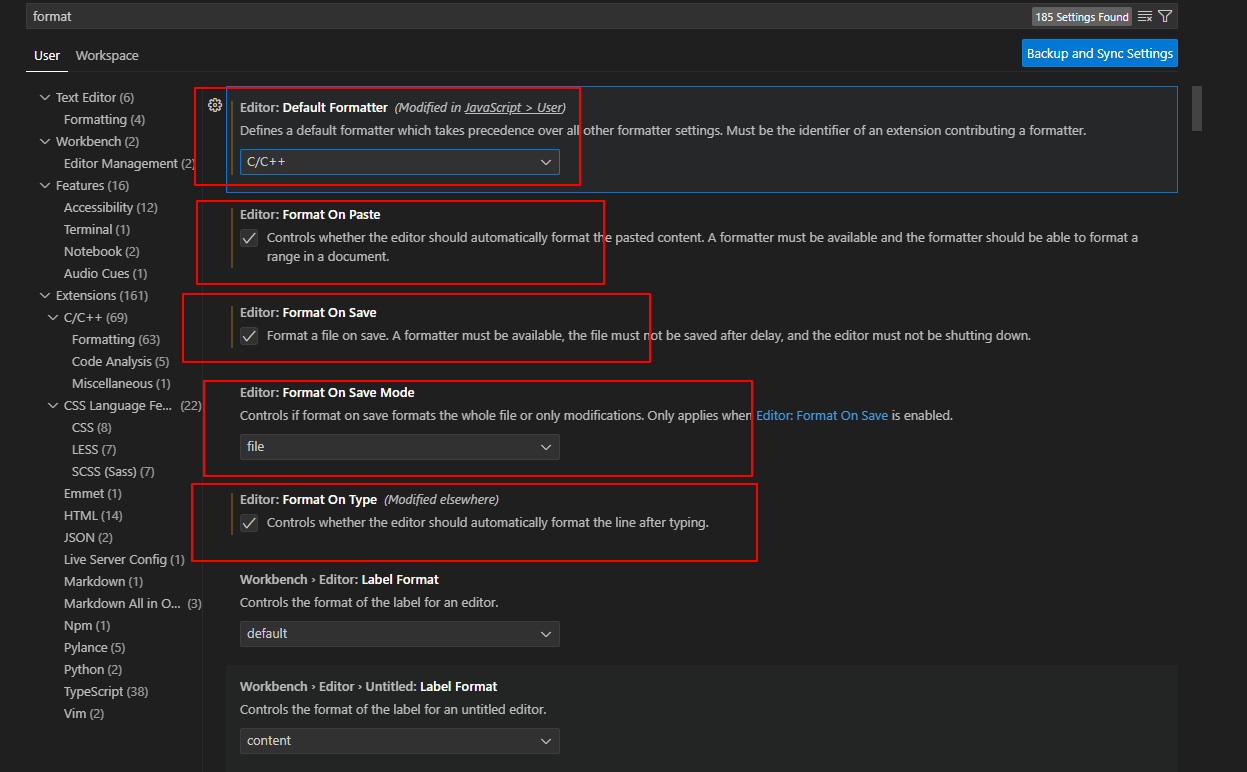 format
185 Settings Found
User
Workspace
Backup and Sync Settings
Text Editor (6)
Formatting (4)
Workbench (2)
Editor Management (2)
Features (16)
Accessibility (12)
Terminal (1)
Notebook (2)
Audio Cues (1)
Extensions (161)
C/C++ (69)
Formatting (63)
Code Analysis (5)
Miscellaneous (1)
CSS Language Fe... (22)
CSS (8)
LESS (7)
SCSS (Sass) (7)
Emmet (1)
HTML (14)
JSON (2)
Live Server Config (1)
Markdown (1)
Markdown All in O... (3)
Npm (1)
Pylance (5)
Python (2)
TypeScript (38)
Vim (2)
Editor: Default Formatter (Modified in JavaScript > User)
Defines a default formatter which takes precedence over all other formatter settings. Must be the identifier of an extension contributing a formatter.
C/C++
Editor: Format On Paste
Controls whether the editor should automatically format the pasted content. A formatter must be available and the formatter should be able to format a
range in a document.
Editor: Format On Save
Format a file on save. A formatter must be available, the file must not be saved after delay, and the editor must not be shutting down.
Editor: Format On Save Mode
Controls if format on save formats the whole file or only modifications. Only applies when Editor: Format On Save is enabled.
file
Editor: Format On Type (Modified elsewhere)
Controls whether the editor should automatically format the line after typing.
Workbench › Editor: Label Format
Controls the format of the label for an editor.
default
Workbench › Editor › Untitled: Label Format
Controls the format of the label for an untitled editor.
content